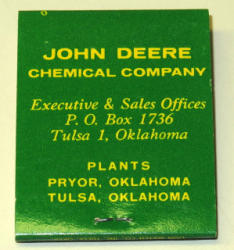 JOHN DEERE
CHEMICAL COMPANY
Executive & Sales Offices
P. O. Box 1736
Tulsa 1, Oklahoma
PLANTS
PRYOR, OKLAHOMA
TULSA, OKLAHOMA